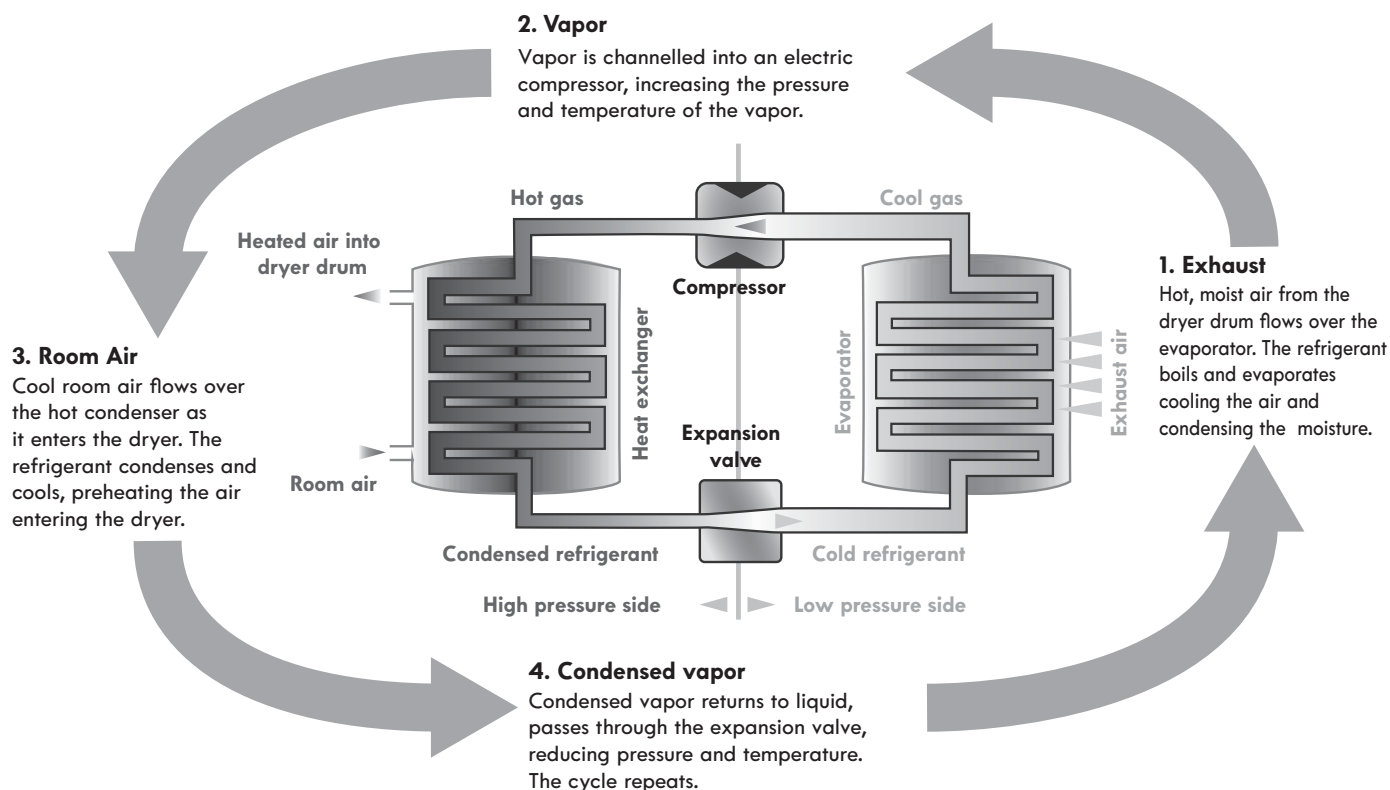 2. Vapor
Vapor is channelled into an electric
compressor, increasing the pressure
and temperature of the vapor.
Hot gas
Cool gas
Heated air into
dryer drum
Compressor
1. Exhaust
Hot, moist air from the
dryer drum flows over the
evaporator. The refrigerant
boils and evaporates
cooling the air and
condensing the moisture.
3. Room Air
Cool room air flows over
the hot condenser as
it enters the dryer. The
refrigerant condenses and
cools, preheating the air
entering the dryer.
Heat exchanger
Evaporator
Exhaust air
Expansion
valve
Room air
Condensed refrigerant
Cold refrigerant
High pressure side
Low pressure side
4. Condensed vapor
Condensed vapor returns to liquid,
passes through the expansion valve,
reducing pressure and temperature.
The cycle repeats.